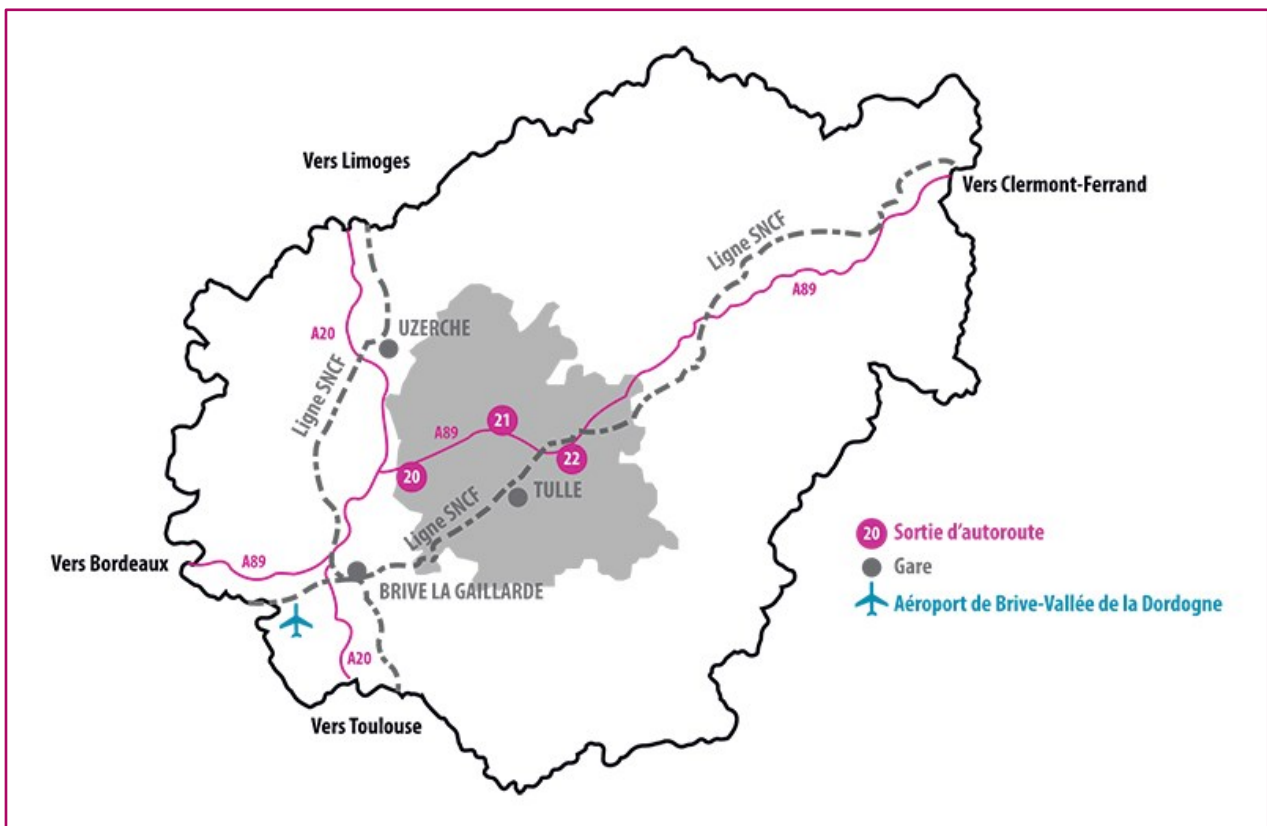 Vers Limoges
Vers Clermont-Ferrand
Ligne SNCF
A89
A20
UZERCHE
Ligne SNCF
21
A89
22
20
TULLE
Ligne SNCF
20 Sortie d'autoroute
Vers Bordeaux
A89
Gare
BRIVE LA GAILLARDE
Aéroport de Brive-Vallée de la Dordogne
A20
Vers Toulouse